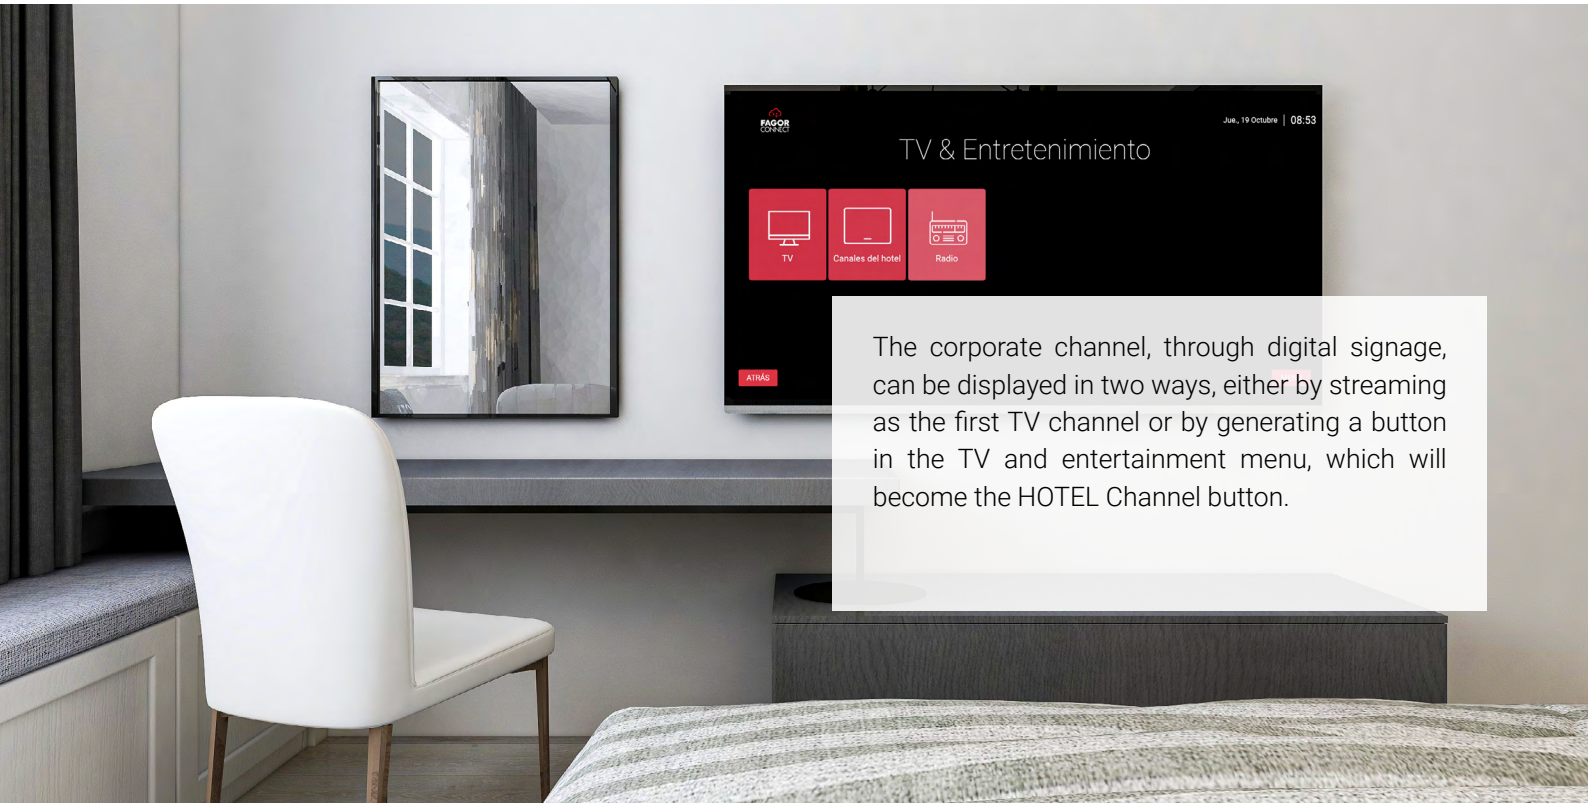 FAGOR
CONNECT
Jue., 19 Octubre | 08:53
TV & Entretenimiento
TV
Canales del hotel
Radio
ATRÁS
The corporate channel, through digital signage,
can be displayed in two ways, either by streaming
as the first TV channel or by generating a button
in the TV and entertainment menu, which will
become the HOTEL Channel button.